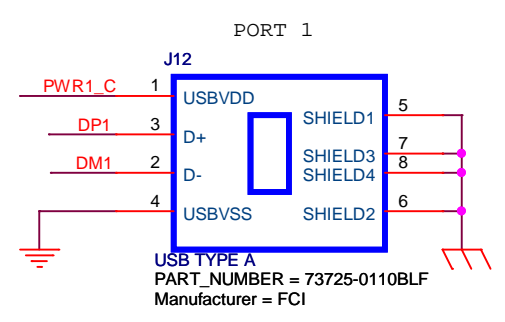 PORT 1
J12
PWR1_C 1 USBVDD SHIELD1 5
DP1 3 D+ SHIELD3 7
DM1 2 D- SHIELD4 8
4 USBVSS SHIELD2 6
USB TYPE A
PART_NUMBER = 73725-0110BLF
Manufacturer = FCI